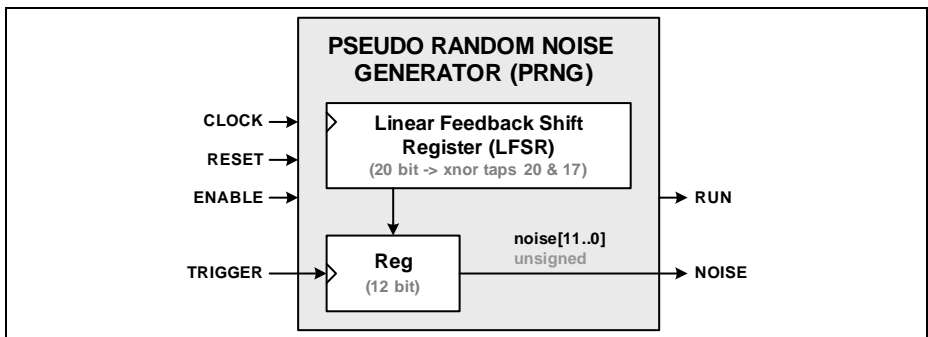 PSEUDO RANDOM NOISE
GENERATOR (PRNG)
CLOCK
Linear Feedback Shift
Register (LFSR)
(20 bit -> xnor taps 20 & 17)
RESET
ENABLE
RUN
noise[11..0]
unsigned
Reg
(12 bit)
TRIGGER
NOISE